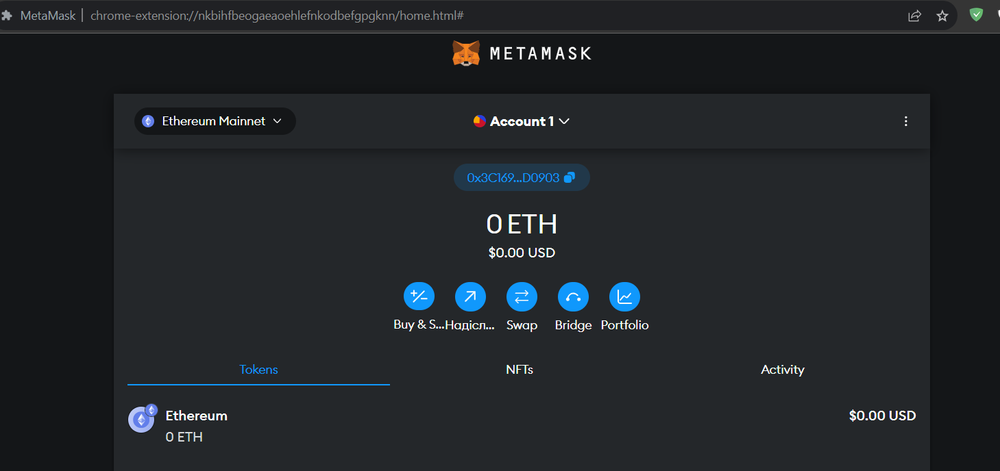 MetaMask chrome-extension://nkbihfbeogaeaoehlefnkodbefgpgknn/home.html#
METAMASK
Ethereum Mainnet Account 1
0x3C169...D0903
0 ETH
$0.00 USD
Buy & S... Надісл... Swap Bridge Portfolio
Tokens NFTs Activity
Ethereum $0.00 USD
0 ETH